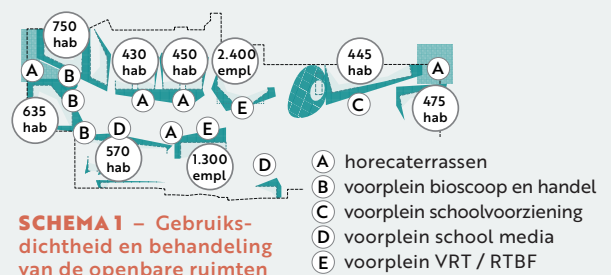 750
hab
430
hab
450
hab
2.400
empl
445
hab
A
B
A
B
A
A
E
C
635
hab
475
hab
B
D
A
E
570
hab
1.300
empl
D
A horecaterrassen
B voorplein bioscoop en handel
C voorplein schoolvoorziening
D voorplein school media
E voorplein VRT / RTBF
SCHEMA 1 – Gebruiks-
dichtheid en behandeling
van de openbare ruimten